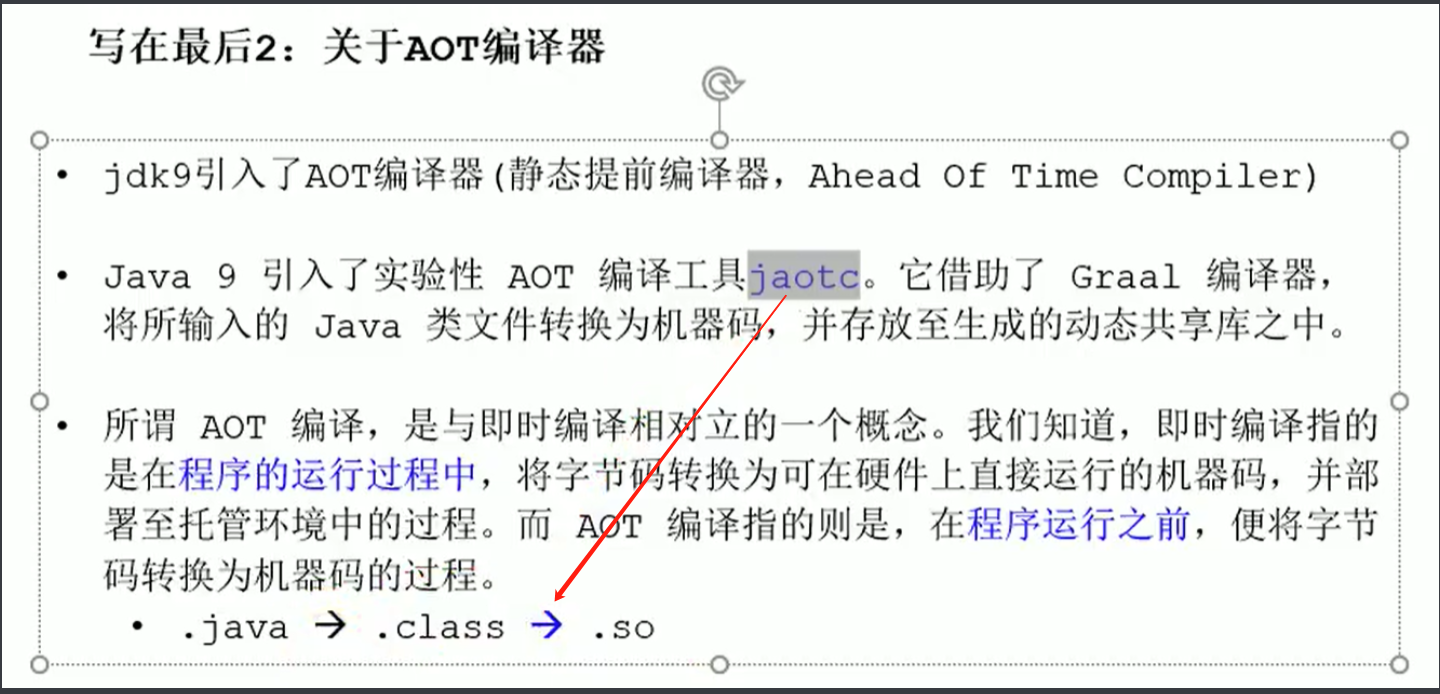 写在最后2：关于AOT编译器
• jdk9引入了AOT编译器(静态提前编译器，Ahead Of Time Compiler)
• Java 9 引入了实验性 AOT 编译工具jaotc。它借助了 Graal 编译器，
将所输入的 Java 类文件转换为机器码，并存放至生成的动态共享库之中。
• 所谓 AOT 编译，是与即时编译相对立的一个概念。我们知道，即时编译指的
是在程序的运行过程中，将字节码转换为可在硬件上直接运行的机器码，并部
署至托管环境中的过程。而 AOT 编译指的则是，在程序运行之前，便将字节
码转换为机器码的过程。
• .java → .class → .so